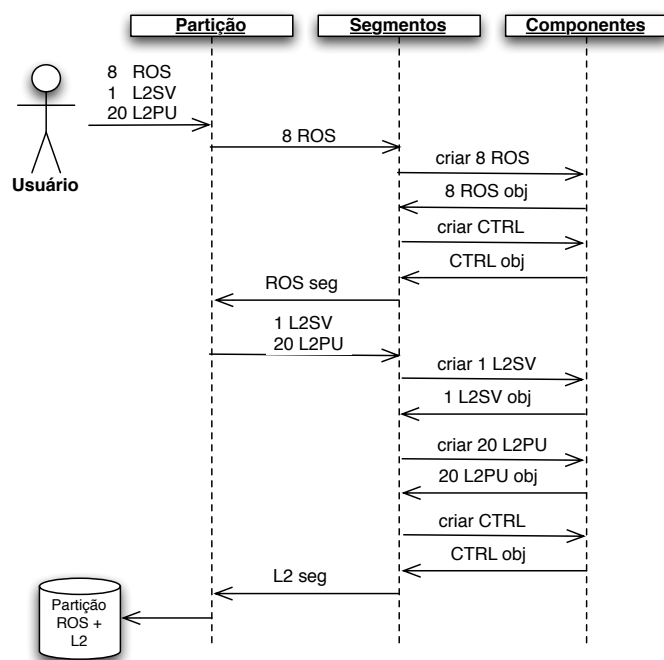 Partição Segmentos Componentes
8 ROS
1 L2SV
20 L2PU
Usuário
8 ROS
criar 8 ROS
8 ROS obj
criar CTRL
CTRL obj
ROS seg
1 L2SV
20 L2PU
criar 1 L2SV
1 L2SV obj
criar 20 L2PU
20 L2PU obj
criar CTRL
CTRL obj
L2 seg
Partição
ROS +
L2